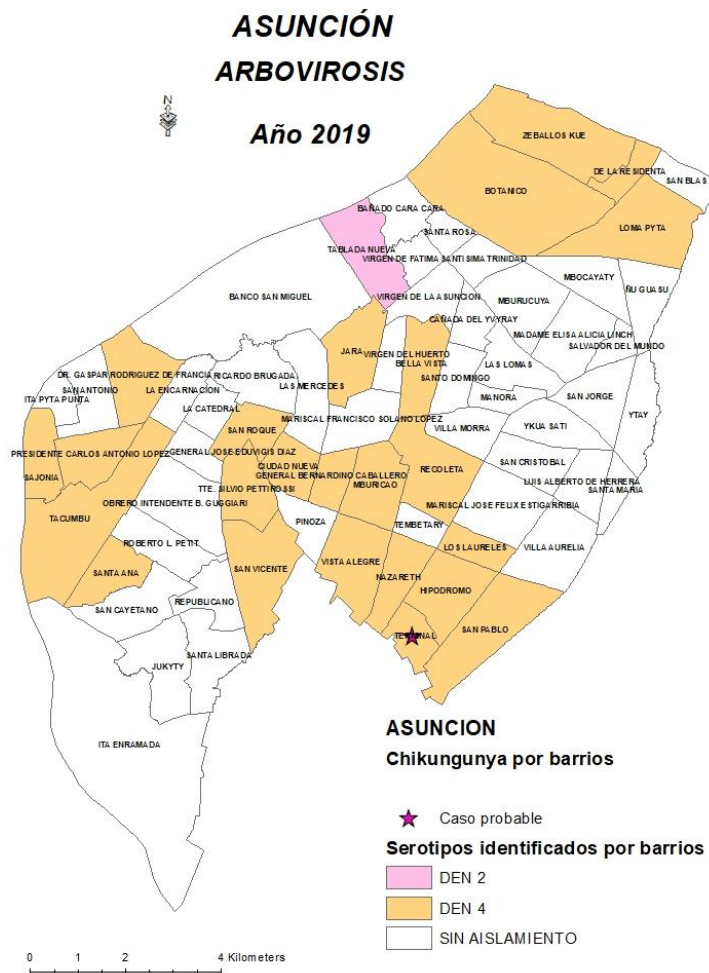 ASUNCIÓN
ARBOVIROSIS
Año 2019
N
ZEBALLOS KUE
DE LA RESIDENTA
SAN BLAS
BOTANICO
BAÑADO CARA CARA
LOMA PYTA
SANTA ROSA
TABLADA NUEVA
VIRGEN DE FATIMA
SANTISIMA TRINIDAD
MBOCAYATY
ÑU GUASU
BANCO SAN MIGUEL
VIRGEN DE LA ASUNCION
MBURUCUYA
CAÑADA DEL YVYRAY
MADAME ELISA ALICIA LINCH
SALVADOR DEL MUNDO
JARA
VIRGEN DEL HUERTO
BELLA VISTA
LAS LOMAS
DR. GASPAR RODRIGUEZ DE FRANCIA
RICARDO BRUGADA
SANTO DOMINGO
SAN ANTONIO
LA ENCARNACION
LAS MERCEDES
MANORA
SAN JORGE
ITA PYTA PUNTA
LA CATEDRAL
MARISCAL FRANCISCO SOLANO LOPEZ
YTAY
SAN ROQUE
VILLA MORRA
YKUA SATI
PRESIDENTE CARLOS ANTONIO LOPEZ
GENERAL JOSE EDUVIGIS DIAZ
SAN CRISTOBAL
SAJONIA
CIUDAD NUEVA
GENERAL BERNARDINO CABALLERO
RECOLETA
LUIS ALBERTO DE HERRERA
MBURICAO
SANTA MARIA
TTE. SILVIO PETTIROSSI
OBRERO INTENDENTE B. GUGGIARI
MARISCAL JOSE FELIX ESTIGARRIBIA
TACUMBU
PINOZA
TEMBETARY
ROBERTO L. PETIT
LOS LAURELES
VILLA AURELIA
VISTA ALEGRE
SANTA ANA
SAN VICENTE
NAZARETH
HIPODROMO
REPUBLICANO
SAN CAYETANO
SAN PABLO
TERMINAL
SANTA LIBRADA
JUKYTY
ITA ENRAMADA
ASUNCION
Chikungunya por barrios
Caso probable
Serotipos identificados por barrios
DEN 2
DEN 4
SIN AISLAMIENTO
0 1 2 4 Kilometers